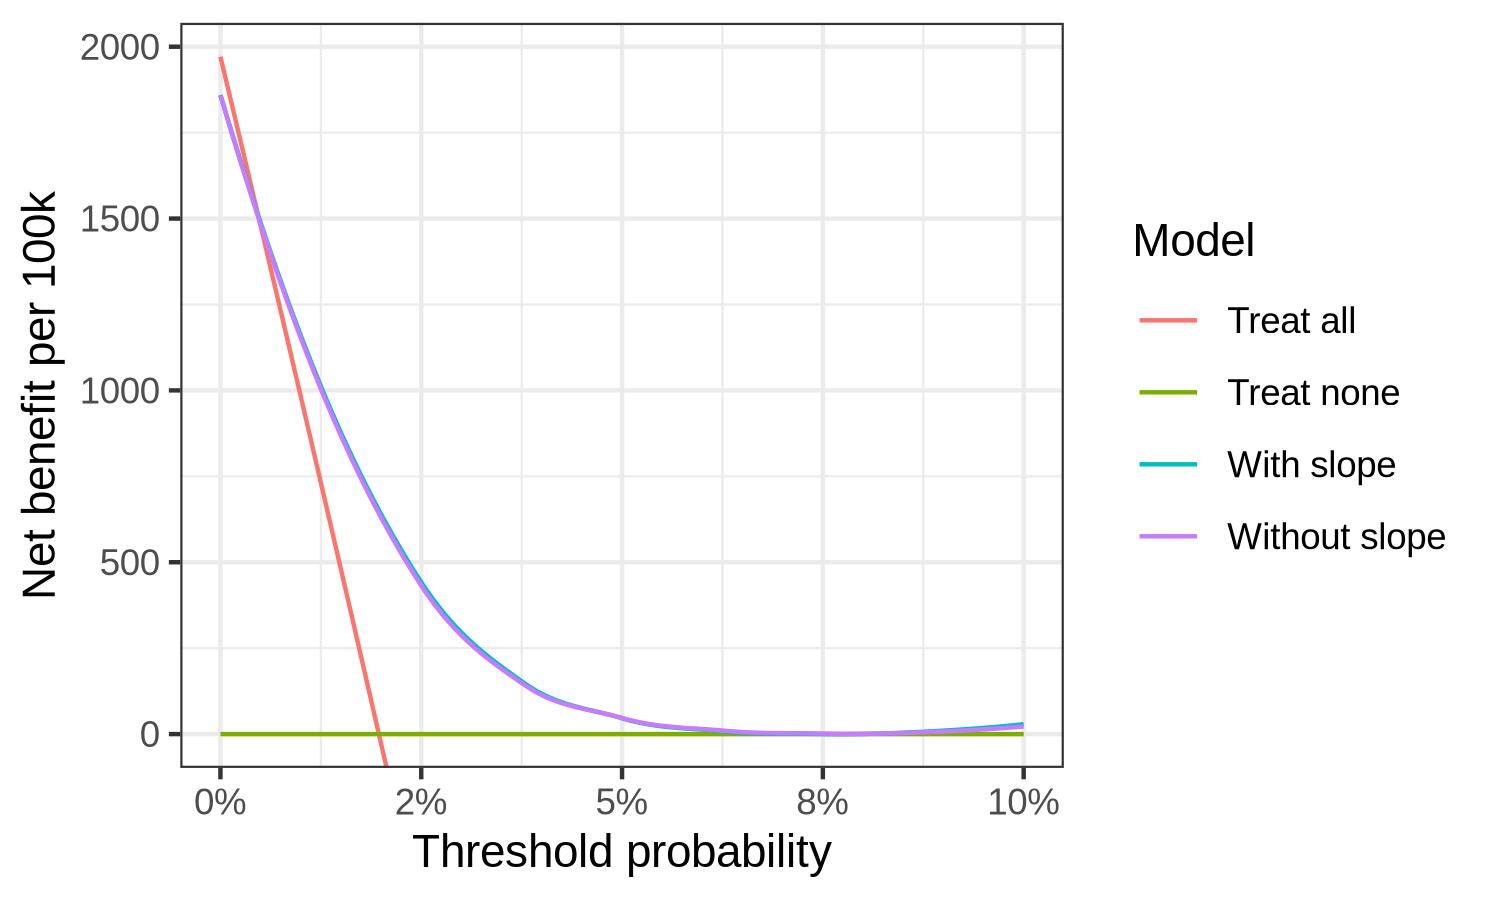 2000
1500
1000
500
0
Net benefit per 100k
0% 2% 5% 8% 10%
Threshold probability
Model
Treat all
Treat none
With slope
Without slope